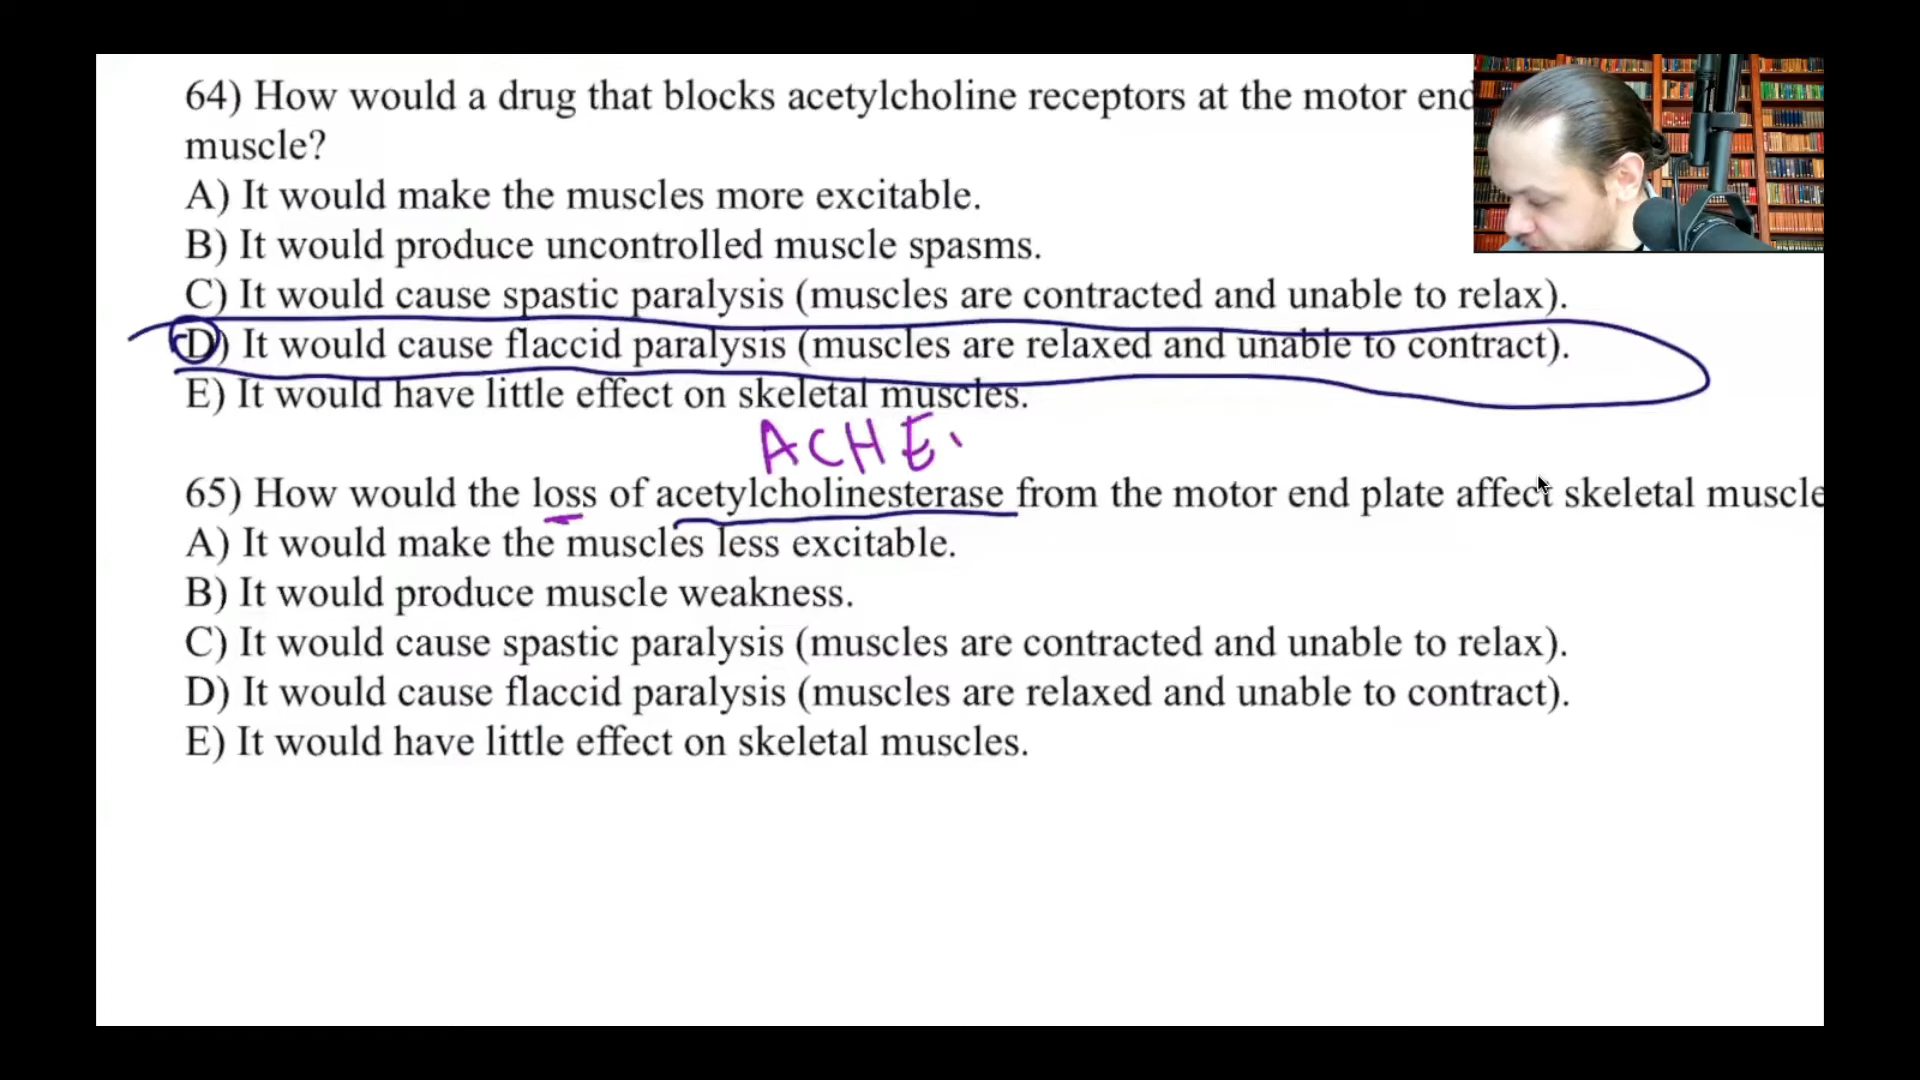 64) How would a drug that blocks acetylcholine receptors at the motor end
muscle?
A) It would make the muscles more excitable.
B) It would produce uncontrolled muscle spasms.
C) It would cause spastic paralysis (muscles are contracted and unable to relax).
D) It would cause flaccid paralysis (muscles are relaxed and unable to contract).
E) It would have little effect on skeletal muscles.
ACHE
65) How would the loss of acetylcholinesterase from the motor end plate affect skeletal muscle
A) It would make the muscles less excitable.
B) It would produce muscle weakness.
C) It would cause spastic paralysis (muscles are contracted and unable to relax).
D) It would cause flaccid paralysis (muscles are relaxed and unable to contract).
E) It would have little effect on skeletal muscles.